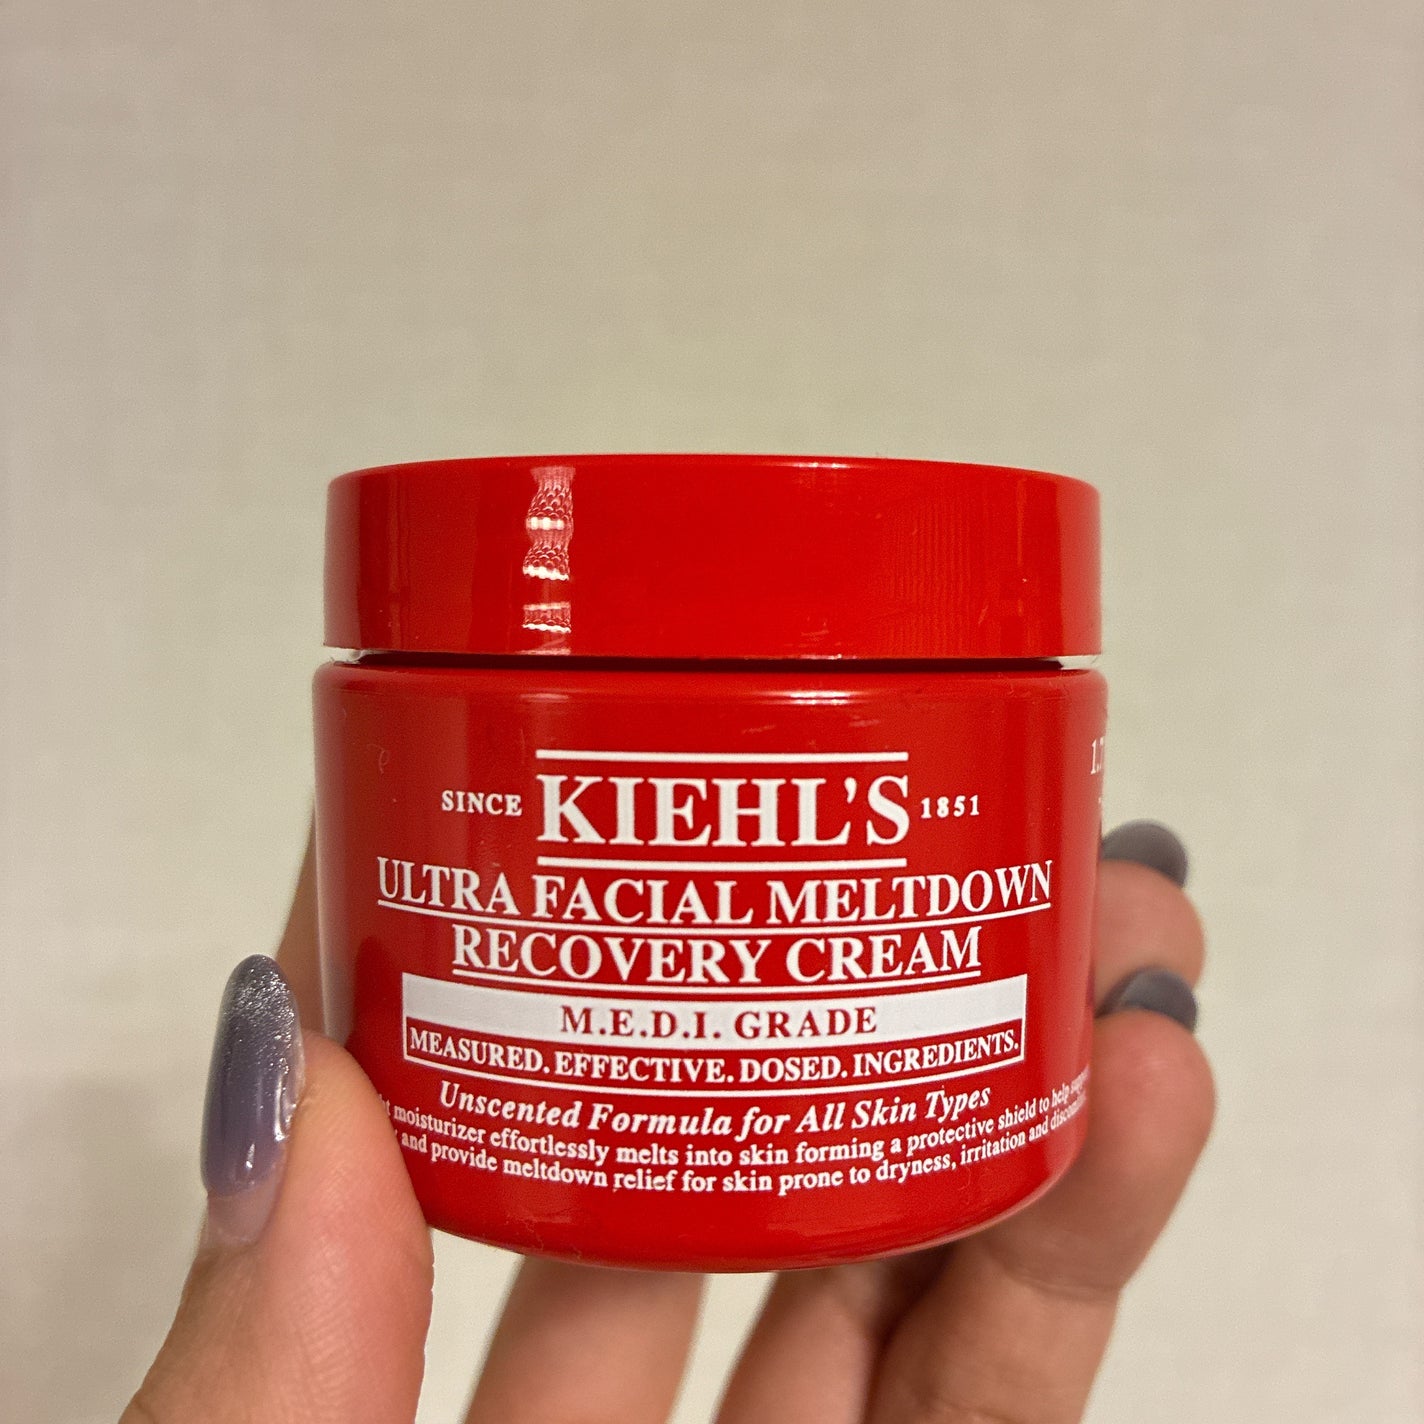 SINCE KIEHL'S 1851
ULTRA FACIAL MELTDOWN
RECOVERY CREAM
M.E.D.I. GRADE
MEASURED. EFFECTIVE. DOSED. INGREDIENTS.
Unscented Formula for All Skin Types
moisturizer effortlessly melts into skin forming a protective shield to help
and provide meltdown relief for skin prone to dryness, irritation and